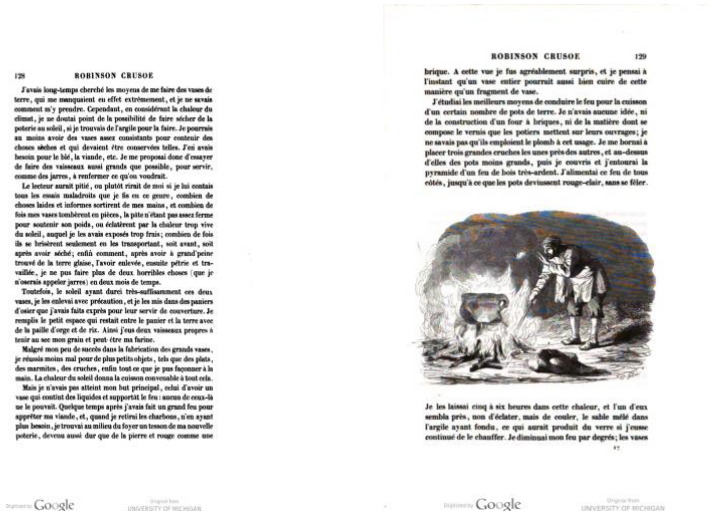 128 ROBINSON CRUSOE
J'avais long-temps cherché les moyens de me faire des vases de
terre, qui me manquaient en effet extrêmement, et je ne savais
comment m'y prendre. Cependant, en considérant la chaleur du
climat, je ne doutai point de la possibilité de faire sécher de la
poterie au soleil, si je trouvais de l'argile pour la faire. Je pourrais
au moins avoir des vases assez consistants pour contenir des
choses sèches et qui devaient être conservées telles. J'en avais
besoin pour le blé, la viande, etc. Je me proposai donc d'essayer
de faire des vaisseaux aussi grands que possible, pour servir,
comme des jarres, à renfermer ce qu'on voudrait.
Le lecteur aurait pitié, ou plutôt rirait de moi si je lui contais
tous les essais maladroits que je fis en ce genre, combien de
choses laides et informes sortirent de mes mains, et combien de
fois mes vases tombèrent en pièces, la pâte n'étant pas assez ferme
pour soutenir son poids, ou éclatèrent par la chaleur trop vive
du soleil, auquel je les avais exposés trop frais; combien de fois
ils se brisèrent seulement en les transportant, soit avant, soit
après avoir séché; enfin comment, après avoir à grand'peine
trouvé de la terre glaise, l'avoir enlevée, ensuite pétrie et tra-
vaillée, je ne pus faire plus de deux horribles choses (que je
n'oserais appeler jarres) en deux mois de temps.
Toutefois, le soleil ayant durci très-suffisamment ces deux
vases, je les enlevai avec précaution, et je les mis dans des paniers
d'osier que j'avais faits exprès pour leur servir de couverture. Je
remplis le petit espace qui restait entre le panier et la terre avec
de la paille d'orge et de riz. Ainsi j'eus deux vaisseaux propres à
tenir au sec mon grain et peut-être ma farine.
Malgré mon peu de succès dans la fabrication des grands vases,
je réussis moins mal pour de plus petits objets, tels que des plats,
des marmites, des cruches, enfin tout ce que je pus façonner à la
main. La chaleur du soleil donna la cuisson convenable à tout cela.
Mais je n'avais pas atteint mon but principal, celui d'avoir un
vase qui contint des liquides et supportât le feu: aucun de ceux-là
ne le pouvait. Quelque temps après j'avais fait un grand feu pour
apprêter ma viande, et, quand je retirai les charbons, n'en ayant
plus besoin, je trouvai au milieu du foyer un tesson de ma nouvelle
poterie, devenu aussi dur que de la pierre et rouge comme une
Digitized by Google
Original from
UNIVERSITY OF MICHIGAN
ROBINSON CRUSOE 129
brique. A cette vue je fus agréablement surpris, et je pensai à
l'instant qu'un vase entier pourrait aussi bien cuire de cette
manière qu'un fragment de vase.
J'étudiai les meilleurs moyens de conduire le feu pour la cuisson
d'un certain nombre de pots de terre. Je n'avais aucune idée, ni
de la construction d'un four à briques, ni de la matière dont se
compose le vernis que les potiers mettent sur leurs ouvrages; je
ne savais pas qu'ils emploient le plomb à cet usage. Je me bornai à
placer trois grandes cruches les unes près des autres, et au-dessus
d'elles des pots moins grands, puis je couvris et j'entourai la
pyramide d'un feu de bois très-ardent. J'alimentai ce feu de tous
côtés, jusqu'à ce que les pots devinssent rouge-clair, sans se fêler.
Je les laissai cinq à six heures dans cette chaleur, et l'un d'eux
sembla près, non d'éclater, mais de couler, le sable mêlé dans
l'argile ayant fondu, ce qui aurait produit du verre si j'eusse
continué de le chauffer. Je diminuai mon feu par degrés; les vases
17
Digitized by Google
Original from
UNIVERSITY OF MICHIGAN